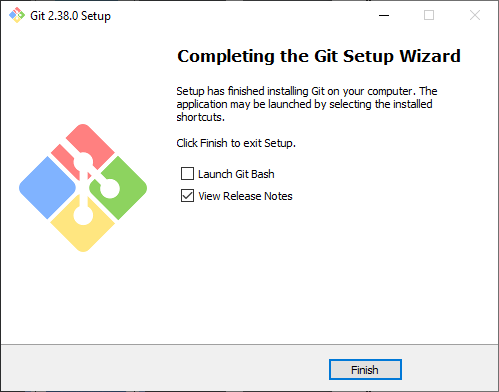 Git 2.38.0 Setup
Completing the Git Setup Wizard
Setup has finished installing Git on your computer. The
application may be launched by selecting the installed
shortcuts.
Click Finish to exit Setup.
Launch Git Bash
View Release Notes
Finish